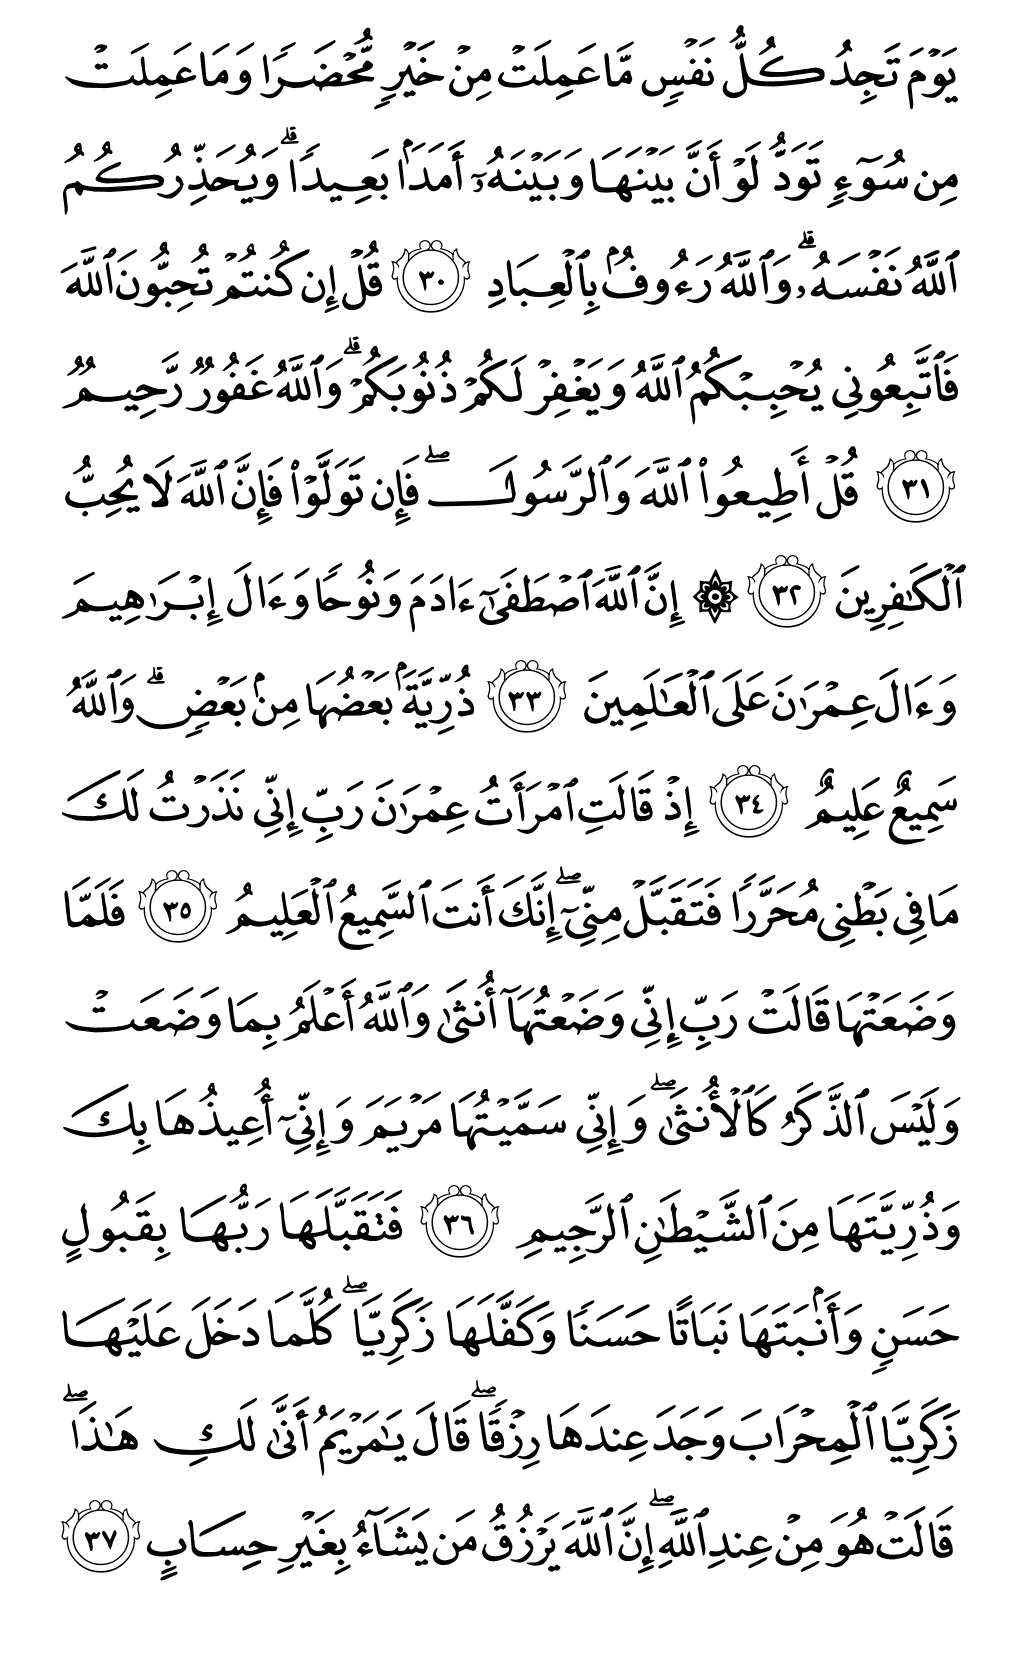 يَوْمَ تَجِدُ كُلُّ نَفْسٍ مَّا عَمِلَتْ مِنْ خَيْرٍ مُّحْضَرًا وَمَا عَمِلَتْ
مِن سُوٓءٍ تَوَدُّ لَوْ أَنَّ بَيْنَهَا وَبَيْنَهُۥٓ أَمَدَۢا بَعِيدًا ۗ وَيُحَذِّرُكُمُ
ٱللَّهُ نَفْسَهُۥ ۗ وَٱللَّهُ رَءُوفُۢ بِٱلْعِبَادِ ٣٠ قُلْ إِن كُنتُمْ تُحِبُّونَ ٱللَّهَ
فَٱتَّبِعُونِى يُحْبِبْكُمُ ٱللَّهُ وَيَغْفِرْ لَكُمْ ذُنُوبَكُمْ ۗ وَٱللَّهُ غَفُورٌ رَّحِيمٌ
٣١ قُلْ أَطِيعُوا۟ ٱللَّهَ وَٱلرَّسُولَ ۖ فَإِن تَوَلَّوْا۟ فَإِنَّ ٱللَّهَ لَا يُحِبُّ
ٱلْكَٰفِرِينَ ٣٢ ۞ إِنَّ ٱللَّهَ ٱصْطَفَىٰٓ ءَادَمَ وَنُوحًا وَءَالَ إِبْرَٰهِيمَ
وَءَالَ عِمْرَٰنَ عَلَى ٱلْعَٰلَمِينَ ٣٣ ذُرِّيَّةَۢ بَعْضُهَا مِنۢ بَعْضٍ ۗ وَٱللَّهُ
سَمِيعٌ عَلِيمٌ ٣٤ إِذْ قَالَتِ ٱمْرَأَتُ عِمْرَٰنَ رَبِّ إِنِّى نَذَرْتُ لَكَ
مَا فِى بَطْنِى مُحَرَّرًا فَتَقَبَّلْ مِنِّىٓ ۖ إِنَّكَ أَنتَ ٱلسَّمِيعُ ٱلْعَلِيمُ ٣٥ فَلَمَّا
وَضَعَتْهَا قَالَتْ رَبِّ إِنِّى وَضَعْتُهَآ أُنثَىٰ وَٱللَّهُ أَعْلَمُ بِمَا وَضَعَتْ
وَلَيْسَ ٱلذَّكَرُ كَٱلْأُنثَىٰ ۖ وَإِنِّى سَمَّيْتُهَا مَرْيَمَ وَإِنِّىٓ أُعِيذُهَا بِكَ
وَذُرِّيَّتَهَا مِنَ ٱلشَّيْطَٰنِ ٱلرَّجِيمِ ٣٦ فَتَقَبَّلَهَا رَبُّهَا بِقَبُولٍ
حَسَنٍ وَأَنۢبَتَهَا نَبَاتًا حَسَنًا وَكَفَّلَهَا زَكَرِيَّا ۖ كُلَّمَا دَخَلَ عَلَيْهَا
زَكَرِيَّا ٱلْمِحْرَابَ وَجَدَ عِندَهَا رِزْقًا ۖ قَالَ يَٰمَرْيَمُ أَنَّىٰ لَكِ هَٰذَا ۖ
قَالَتْ هُوَ مِنْ عِندِ ٱللَّهِ ۖ إِنَّ ٱللَّهَ يَرْزُقُ مَن يَشَآءُ بِغَيْرِ حِسَابٍ ٣٧